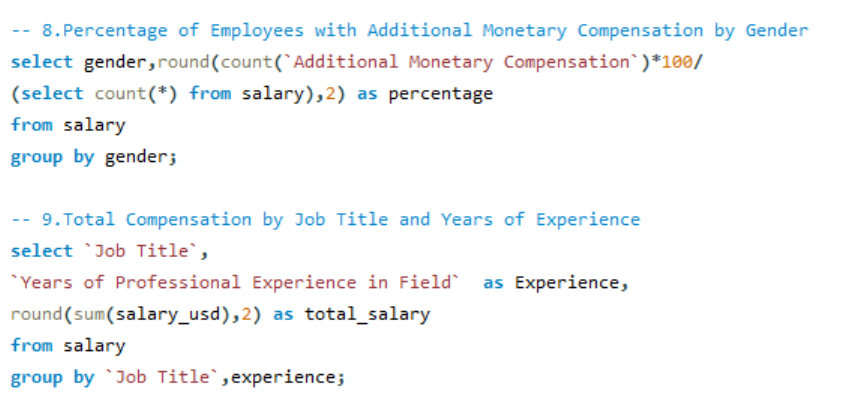 -- 8.Percentage of Employees with Additional Monetary Compensation by Gender
select gender,round(count(`Additional Monetary Compensation`)*100/
(select count(*) from salary),2) as percentage
from salary
group by gender;
-- 9.Total Compensation by Job Title and Years of Experience
select `Job Title`,
`Years of Professional Experience in Field`  as Experience,
round(sum(salary_usd),2) as total_salary
from salary
group by `Job Title`,experience;